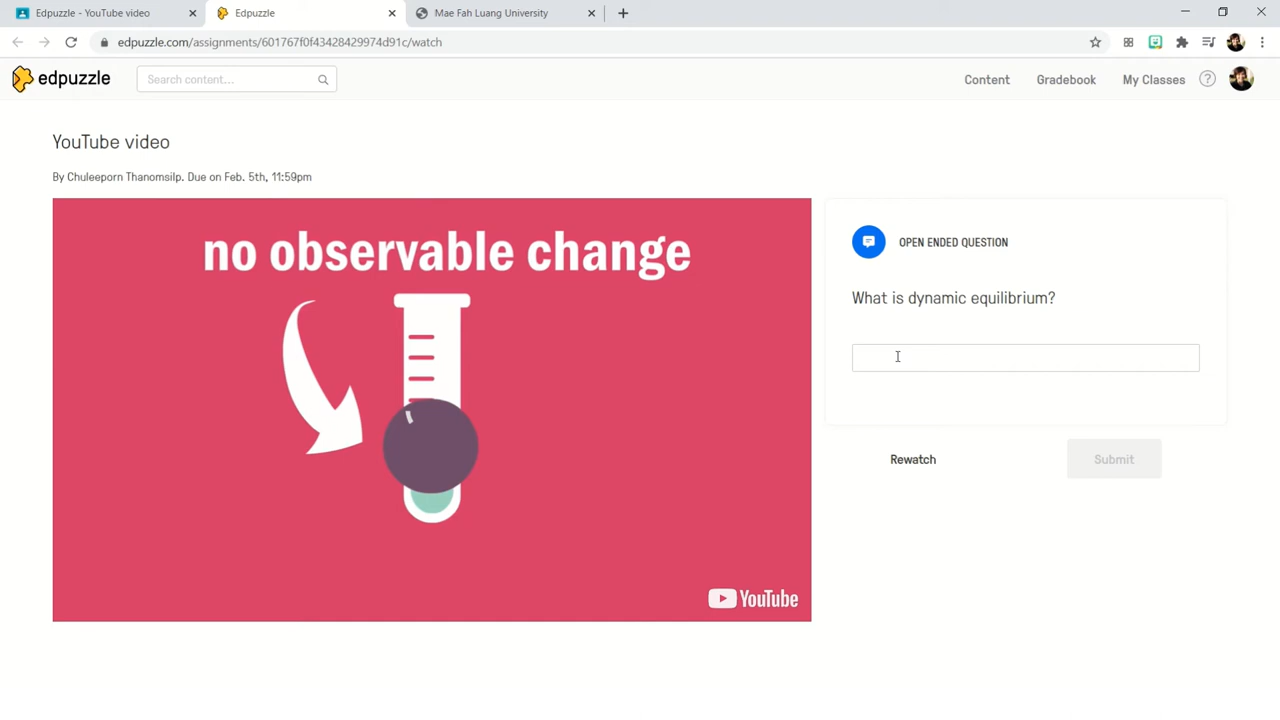 Edpuzzle - YouTube video
Edpuzzle
Mae Fah Luang University
edpuzzle.com/assignments/601767f0f43428429974d91c/watch
edpuzzle
Search content...
Content
Gradebook
My Classes
?
YouTube video
By Chuleeporn Thanomsilp. Due on Feb. 5th, 11:59pm
no observable change
YouTube
OPEN ENDED QUESTION
What is dynamic equilibrium?
Rewatch
Submit